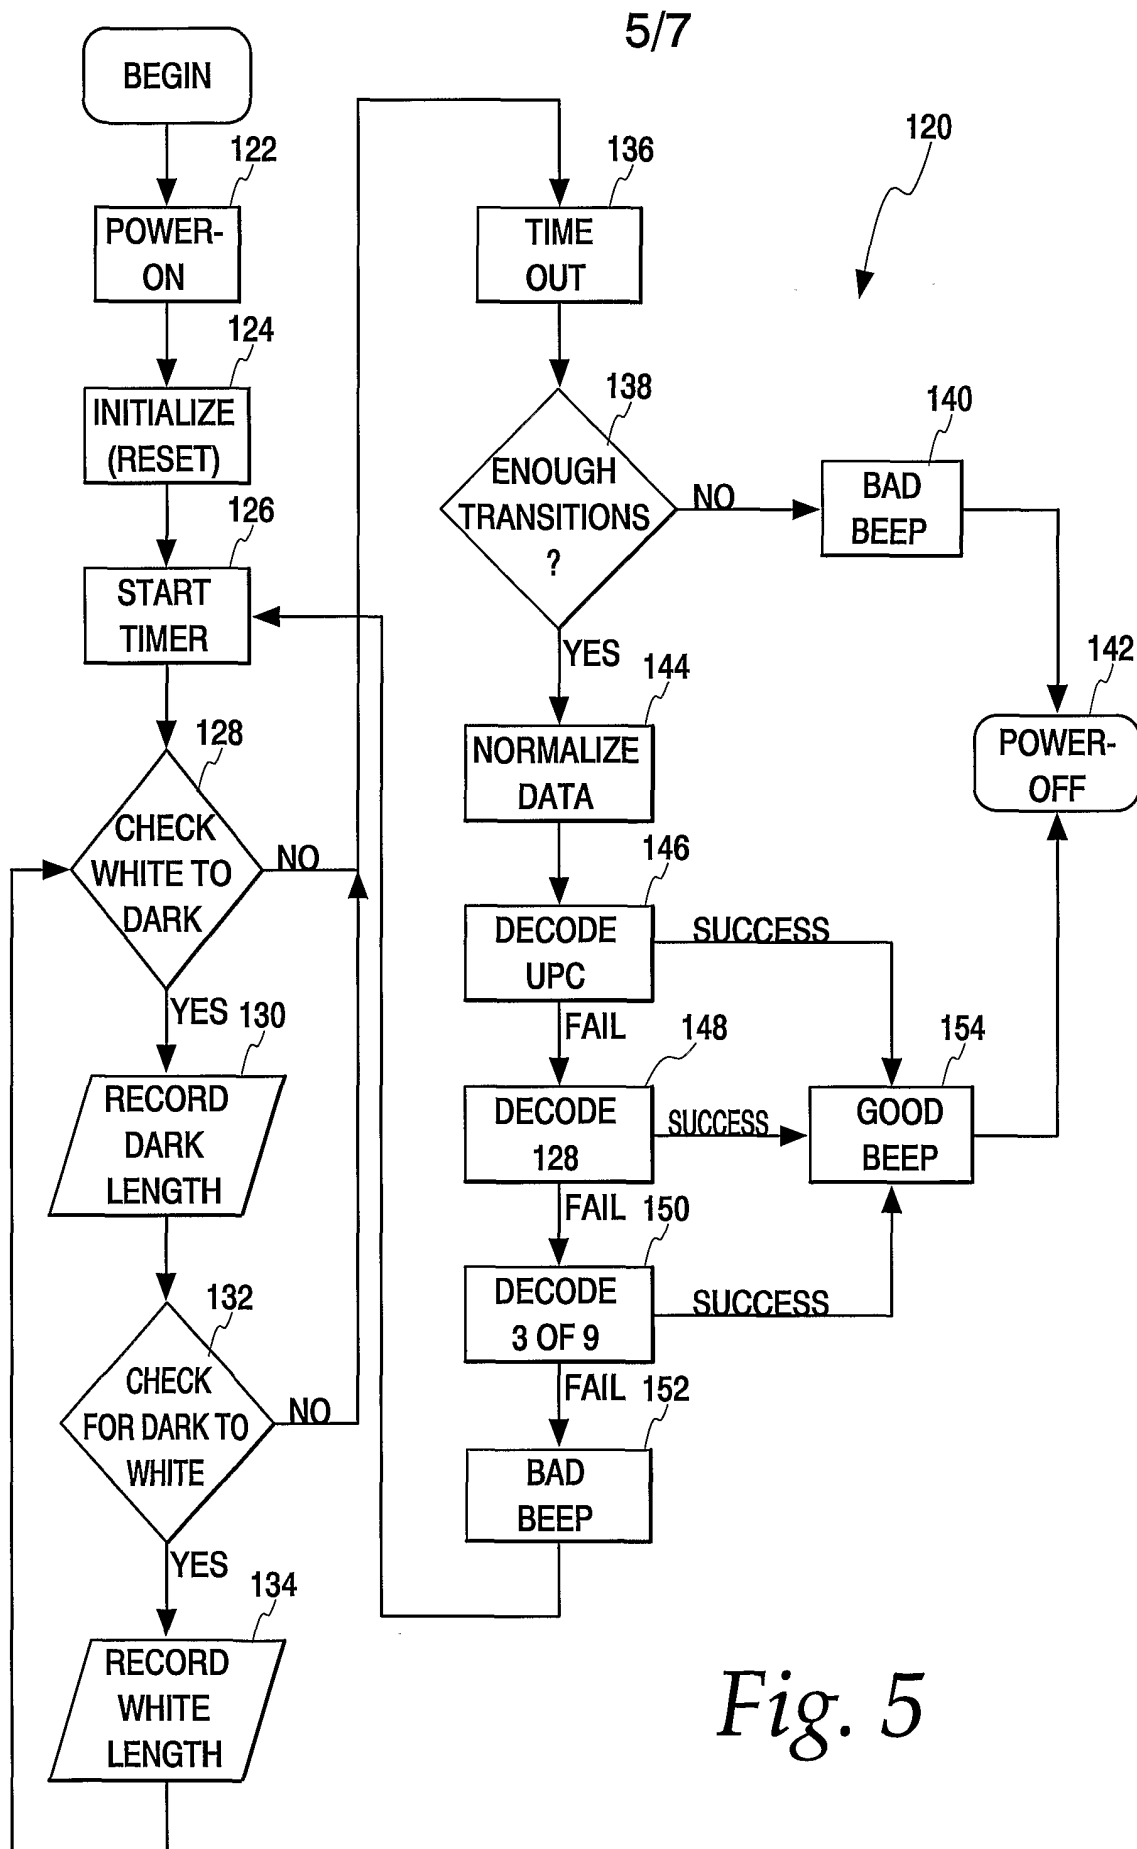 5/7
BEGIN
122
POWER-
ON
124
INITIALIZE
(RESET)
126
START
TIMER
128
CHECK
WHITE TO
DARK
NO
YES
130
RECORD
DARK
LENGTH
132
CHECK
FOR DARK TO
WHITE
NO
YES
134
RECORD
WHITE
LENGTH
136
TIME
OUT
138
ENOUGH
TRANSITIONS
?
NO
YES
120
140
BAD
BEEP
142
POWER-
OFF
144
NORMALIZE
DATA
146
DECODE
UPC
SUCCESS
FAIL
148
DECODE
128
SUCCESS
FAIL
154
GOOD
BEEP
150
DECODE
3 OF 9
SUCCESS
FAIL
152
BAD
BEEP
Fig. 5